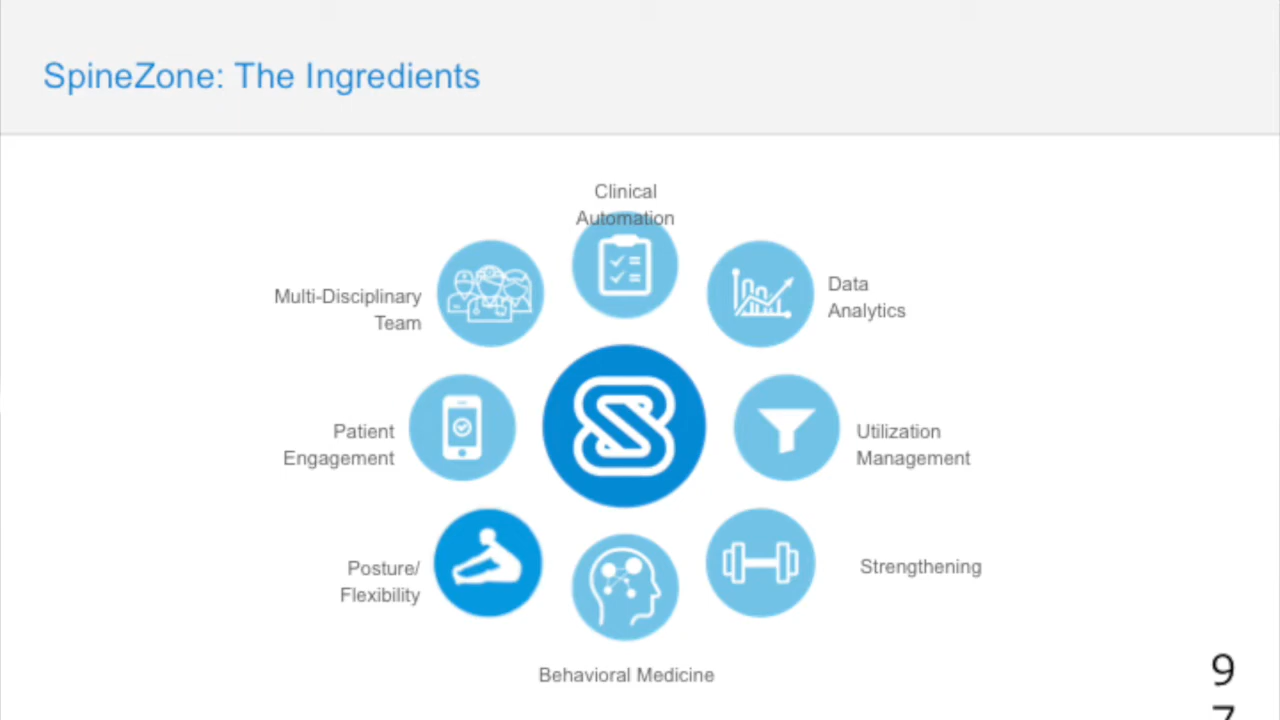 SpineZone: The Ingredients
Clinical
Automation
Multi-Disciplinary
Team
Data
Analytics
Patient
Engagement
Utilization
Management
Posture/
Flexibility
Strengthening
Behavioral Medicine
9
7